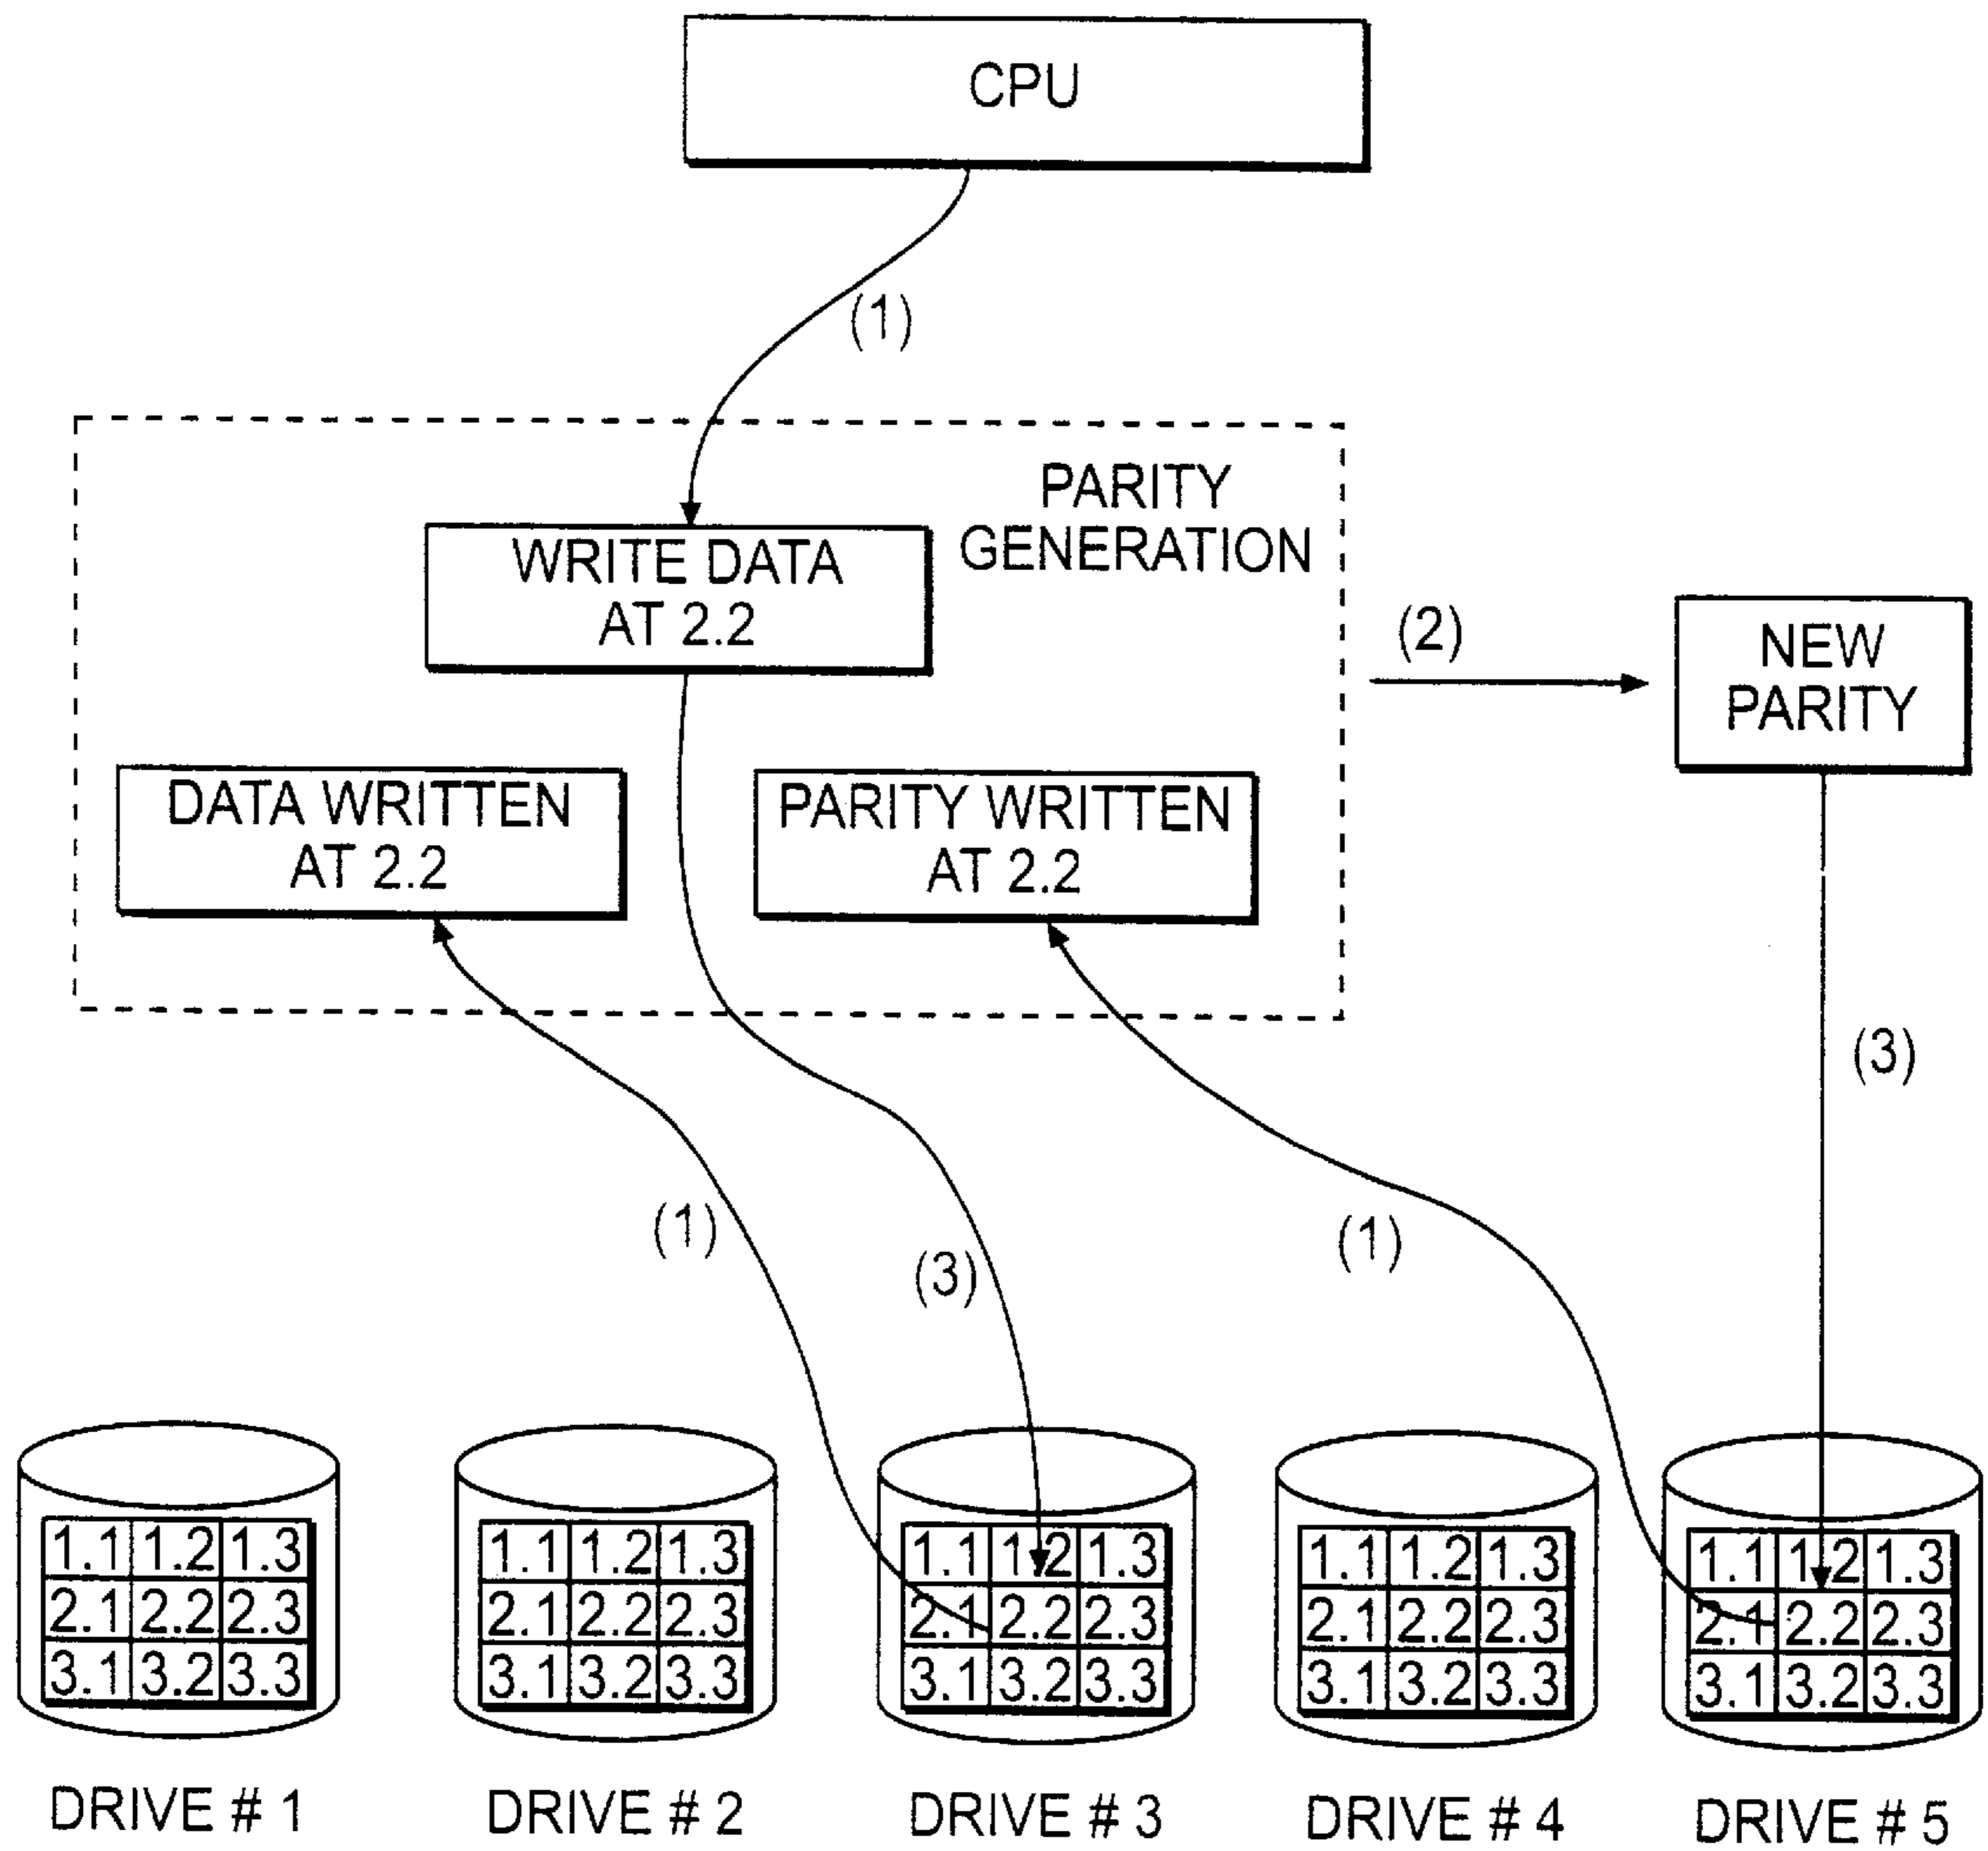 CPU
(1)
PARITY
GENERATION
WRITE DATA
AT 2.2
(2)
NEW
PARITY
DATA WRITTEN
AT 2.2
PARITY WRITTEN
AT 2.2
(3)
(1)
(3)
(1)
1.1 1.2 1.3
2.1 2.2 2.3
3.1 3.2 3.3
1.1 1.2 1.3
2.1 2.2 2.3
3.1 3.2 3.3
1.1 1.2 1.3
2.1 2.2 2.3
3.1 3.2 3.3
1.1 1.2 1.3
2.1 2.2 2.3
3.1 3.2 3.3
1.1 1.2 1.3
2.1 2.2 2.3
3.1 3.2 3.3
DRIVE # 1
DRIVE # 2
DRIVE # 3
DRIVE # 4
DRIVE # 5